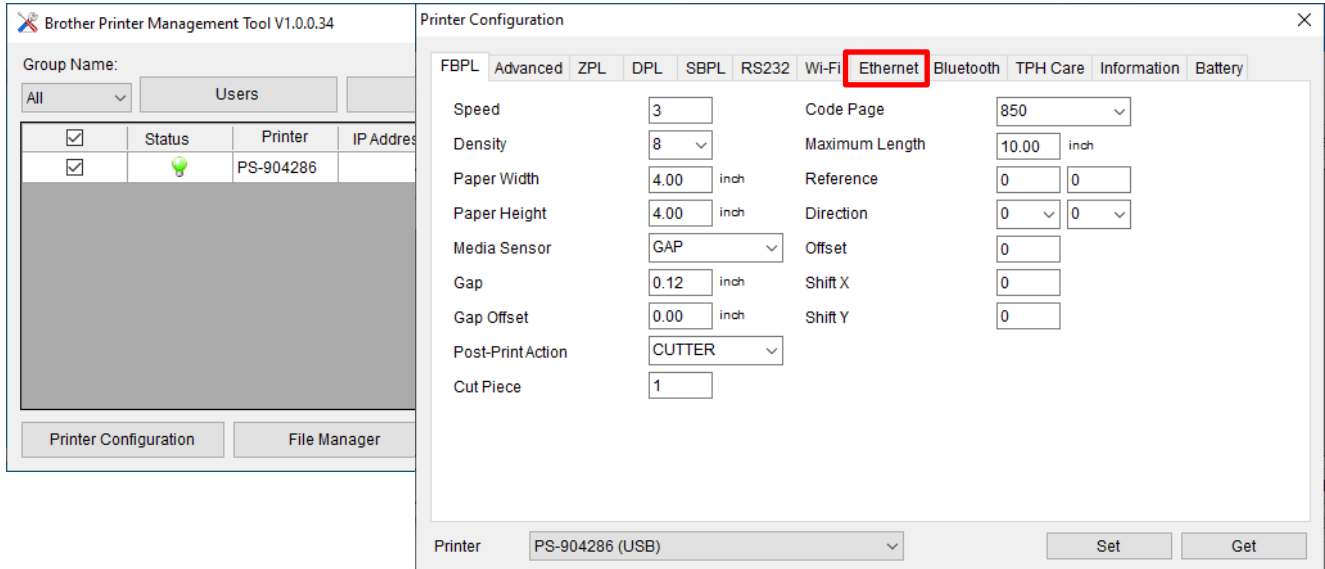 Brother Printer Management Tool V1.0.0.34
Group Name:
All Users
Status Printer IP Addres
PS-904286
Printer Configuration File Manager
Printer Configuration
FBPL Advanced ZPL DPL SBPL RS232 Wi-Fi Ethernet Bluetooth TPH Care Information Battery
Speed 3 Code Page 850
Density 8 Maximum Length 10.00 inch
Paper Width 4.00 inch Reference 0 0
Paper Height 4.00 inch Direction 0 0
Media Sensor GAP Offset 0
Gap 0.12 inch Shift X 0
Gap Offset 0.00 inch Shift Y 0
Post-Print Action CUTTER
Cut Piece 1
Printer PS-904286 (USB) Set Get